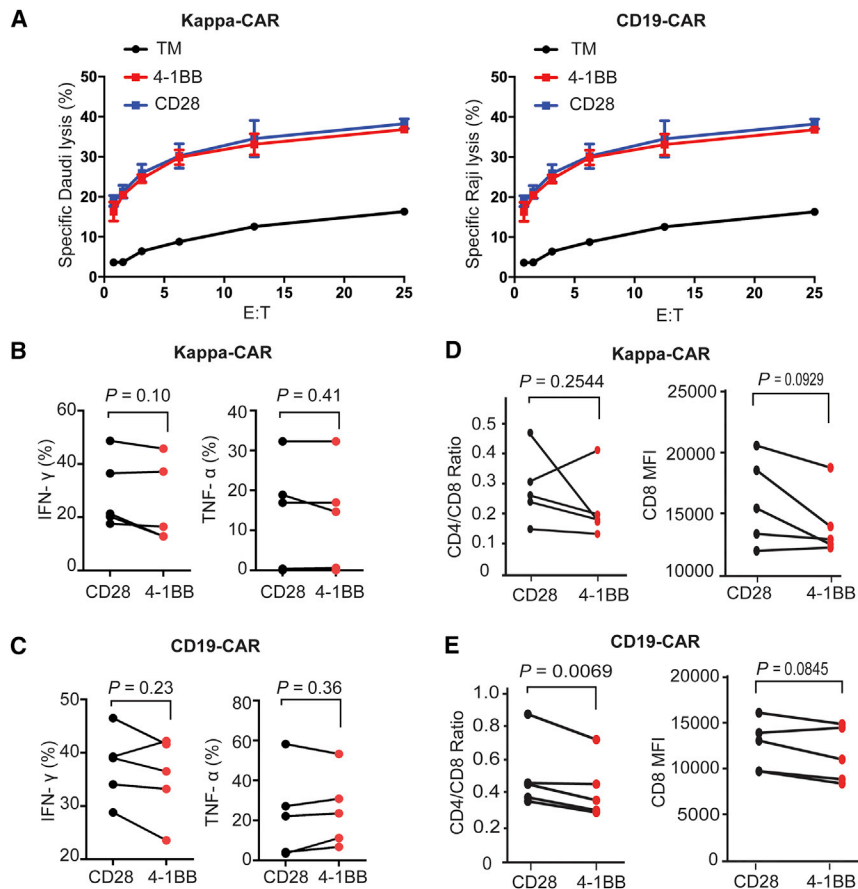 A
Kappa-CAR
TM
4-1BB
CD28
Specific Daudi lysis (%)
50
40
30
20
10
0
0 5 10 15 20 25
E:T
CD19-CAR
TM
4-1BB
CD28
Specific Raji lysis (%)
50
40
30
20
10
0
0 5 10 15 20 25
E:T
B
Kappa-CAR
P = 0.10
IFN- γ (%)
60
40
20
0
CD28 4-1BB
P = 0.41
TNF- α (%)
40
30
20
10
0
CD28 4-1BB
D
Kappa-CAR
P = 0.2544
CD4/CD8 Ratio
0.5
0.4
0.3
0.2
0.1
0
CD28 4-1BB
P = 0.0929
CD8 MFI
25000
20000
15000
10000
CD28 4-1BB
C
CD19-CAR
P = 0.23
IFN- γ (%)
50
40
30
20
CD28 4-1BB
P = 0.36
TNF- α (%)
80
60
40
20
0
CD28 4-1BB
E
CD19-CAR
P = 0.0069
CD4/CD8 Ratio
1.0
0.8
0.6
0.4
0.2
0
CD28 4-1BB
P = 0.0845
CD8 MFI
20000
15000
10000
5000
0
CD28 4-1BB